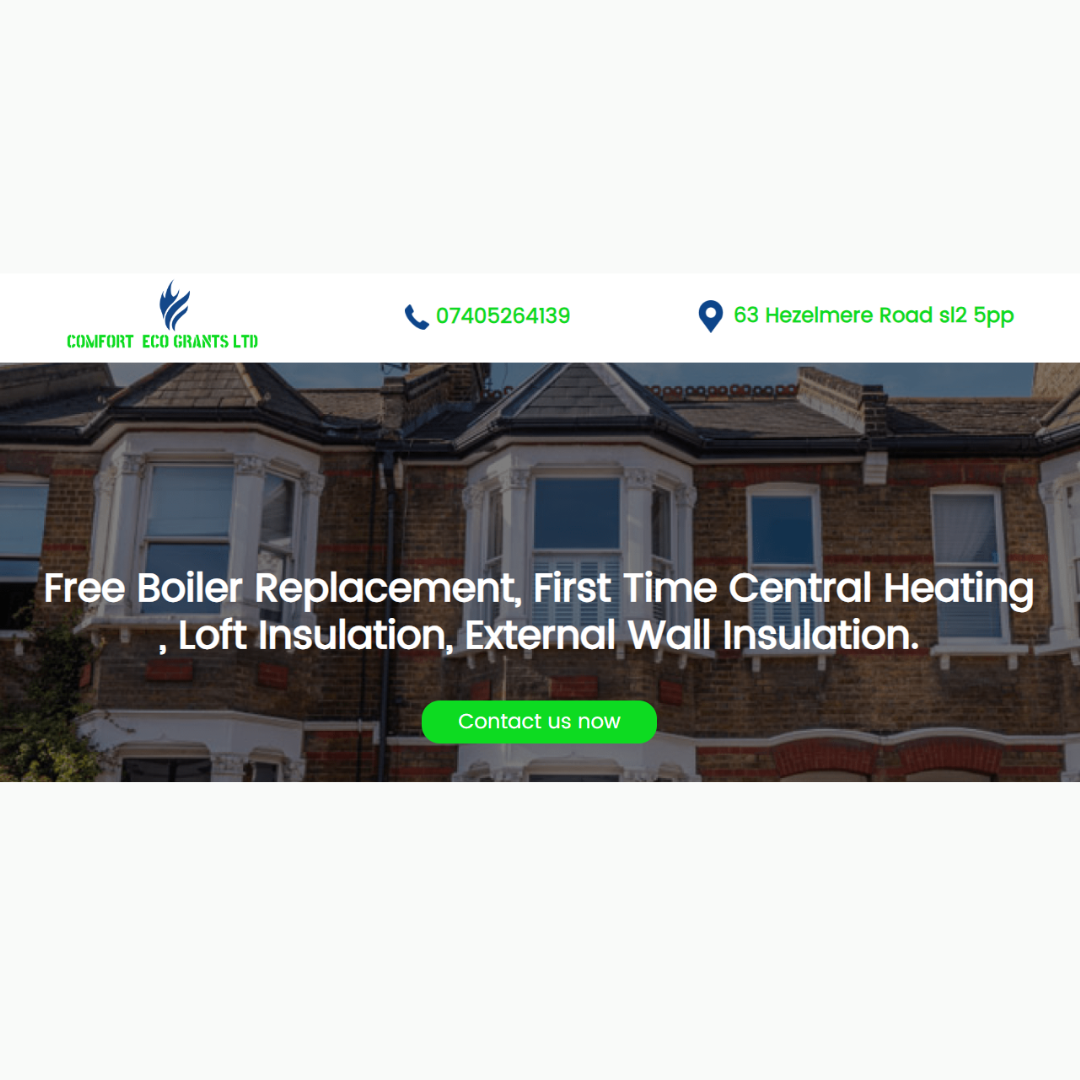 COMFORT ECO GRANTS LTD
07405264139
63 Hezelmere Road sl2 5pp
Free Boiler Replacement, First Time Central Heating
, Loft Insulation, External Wall Insulation.
Contact us now